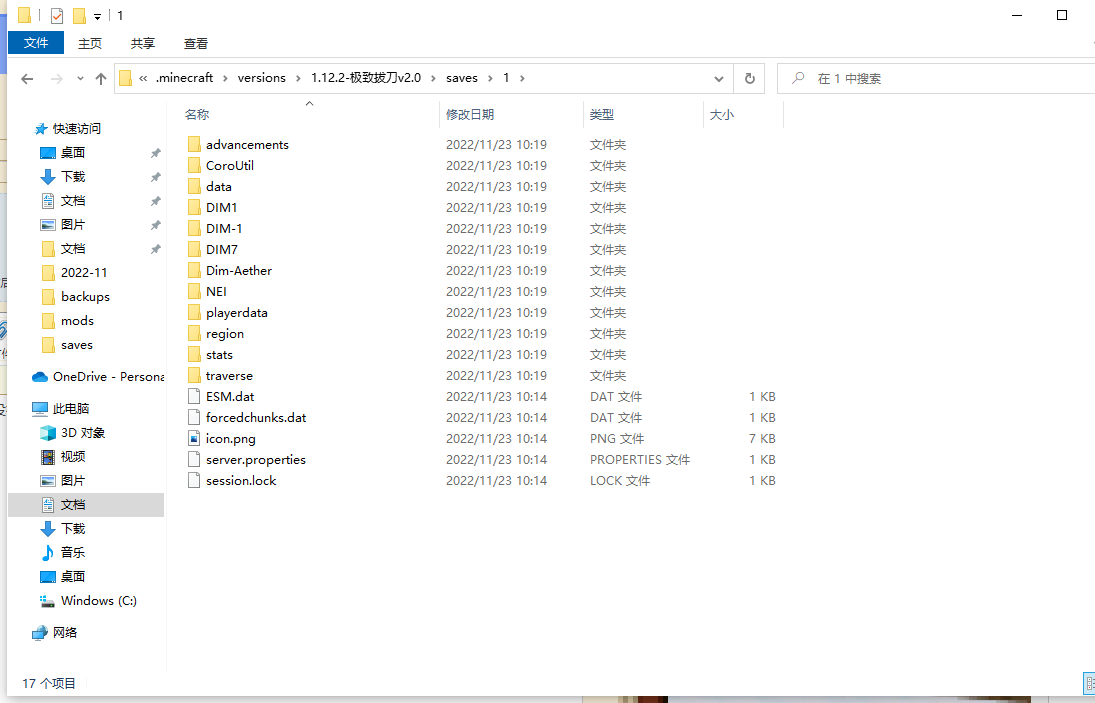 1
文件 主页 共享 查看
« .minecraft › versions › 1.12.2-极致拔刀v2.0 › saves › 1 ›
在 1 中搜索
快速访问
桌面
下载
文档
图片
文档
2022-11
backups
mods
saves
OneDrive - Persona
此电脑
3D 对象
视频
图片
文档
下载
音乐
桌面
Windows (C:)
网络
名称 修改日期 类型 大小
advancements 2022/11/23 10:19 文件夹
CoroUtil 2022/11/23 10:19 文件夹
data 2022/11/23 10:19 文件夹
DIM1 2022/11/23 10:19 文件夹
DIM-1 2022/11/23 10:19 文件夹
DIM7 2022/11/23 10:19 文件夹
Dim-Aether 2022/11/23 10:19 文件夹
NEI 2022/11/23 10:19 文件夹
playerdata 2022/11/23 10:19 文件夹
region 2022/11/23 10:19 文件夹
stats 2022/11/23 10:19 文件夹
traverse 2022/11/23 10:19 文件夹
ESM.dat 2022/11/23 10:14 DAT 文件 1 KB
forcedchunks.dat 2022/11/23 10:14 DAT 文件 1 KB
icon.png 2022/11/23 10:14 PNG 文件 7 KB
server.properties 2022/11/23 10:14 PROPERTIES 文件 1 KB
session.lock 2022/11/23 10:14 LOCK 文件 1 KB
17 个项目